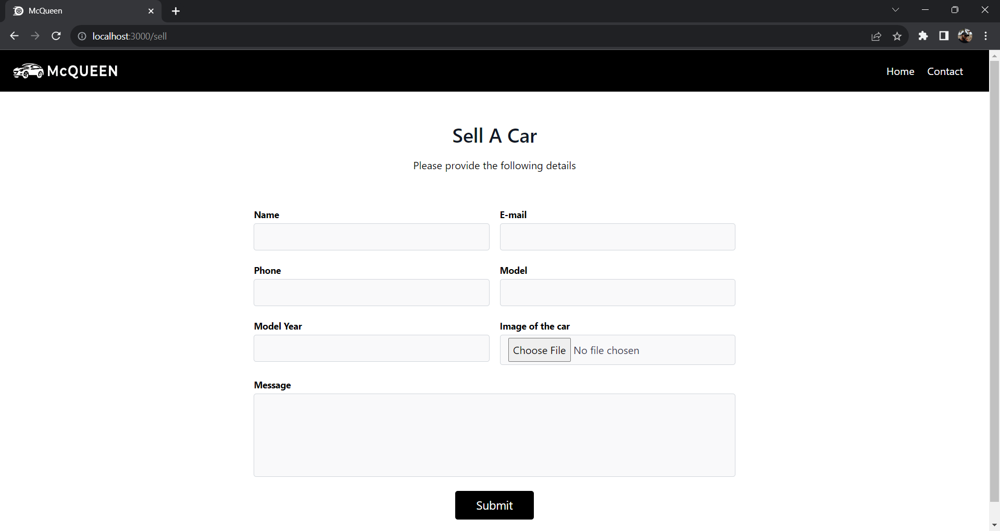 McQueen
localhost:3000/sell
McQUEEN
Home Contact
Sell A Car
Please provide the following details
Name E-mail
Phone Model
Model Year Image of the car
Choose File No file chosen
Message
Submit